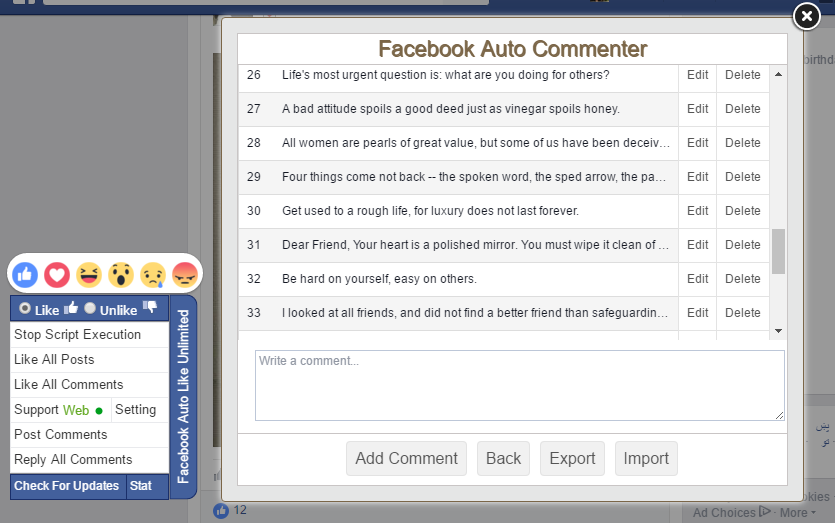 Facebook Auto Commenter
26 Life's most urgent question is: what are you doing for others? Edit Delete
27 A bad attitude spoils a good deed just as vinegar spoils honey. Edit Delete
28 All women are pearls of great value, but some of us have been deceiv... Edit Delete
29 Four things come not back -- the spoken word, the sped arrow, the pa... Edit Delete
30 Get used to a rough life, for luxury does not last forever. Edit Delete
31 Dear Friend, Your heart is a polished mirror. You must wipe it clean of ... Edit Delete
32 Be hard on yourself, easy on others. Edit Delete
33 I looked at all friends, and did not find a better friend than safeguardin... Edit Delete
Write a comment...
Add Comment Back Export Import
Like Unlike
Stop Script Execution
Like All Posts
Like All Comments
Support Web Setting
Post Comments
Reply All Comments
Check For Updates Stat
Facebook Auto Like Unlimited
12
birthd
پښ
تو
okies
Ad Choices · More